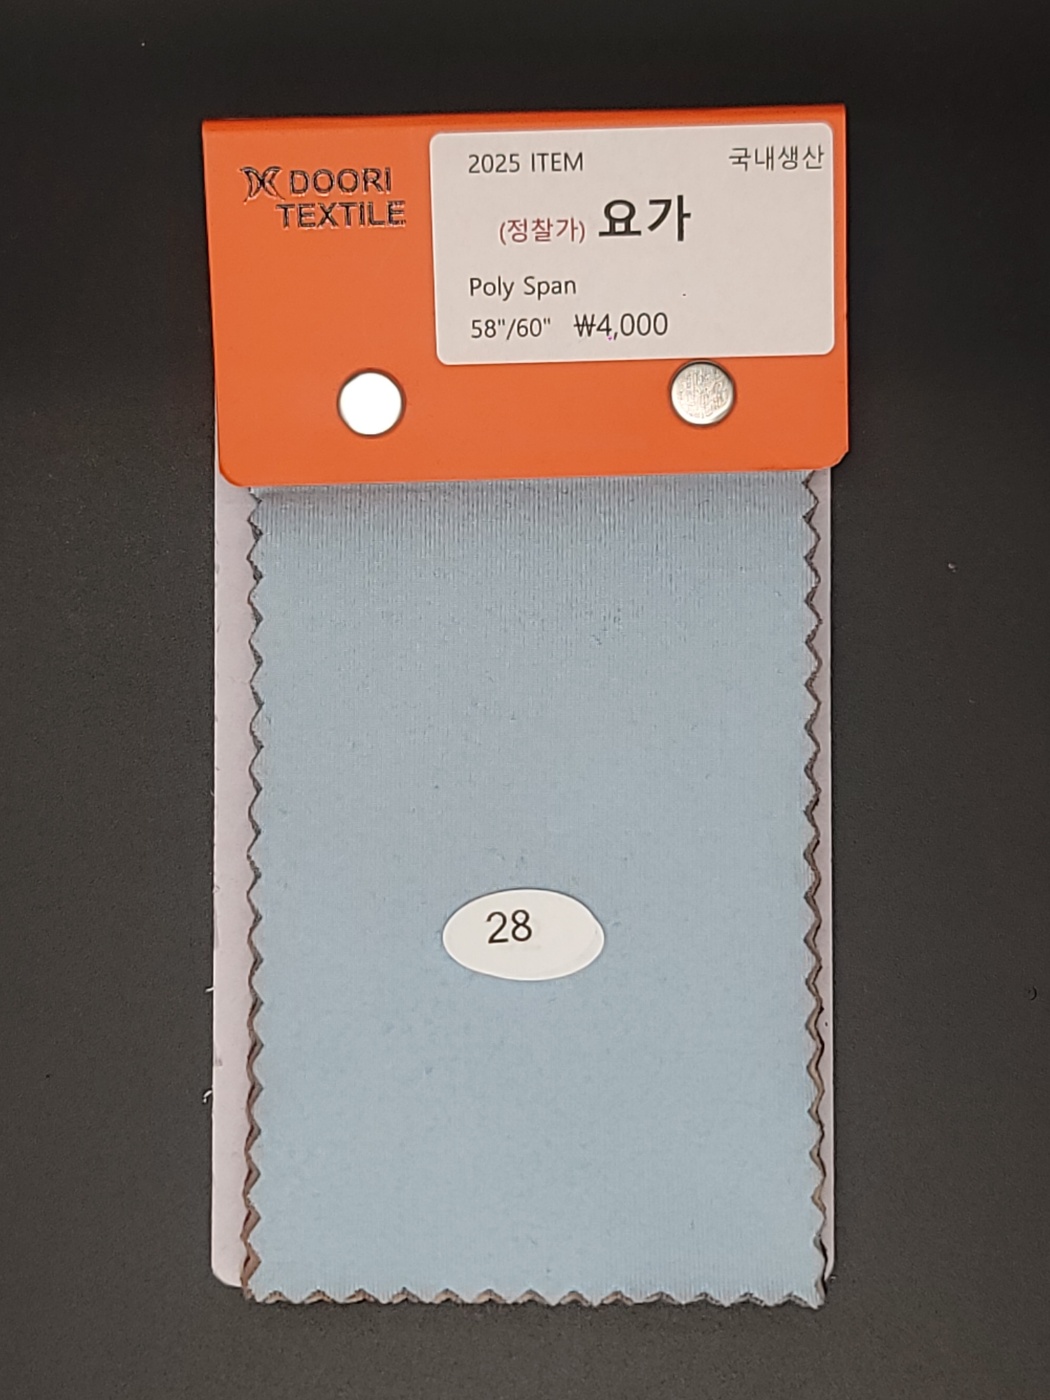 DOORI
TEXTILE
2025 ITEM 국내생산
(정찰가) 요가
Poly Span
58"/60" ₩4,000
28